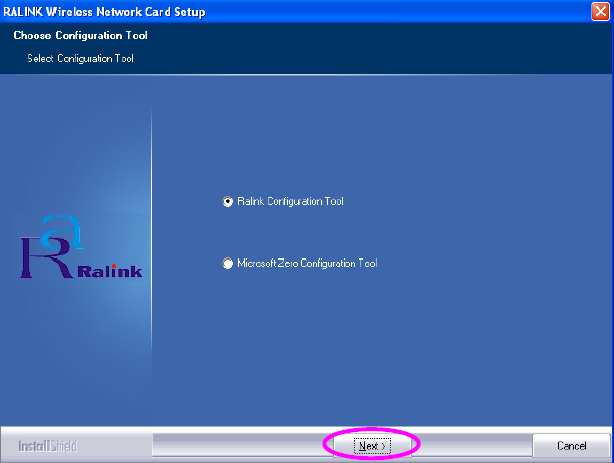 RALINK Wireless Network Card Setup
Choose Configuration Tool
Select Configuration Tool
Ralink Configuration Tool
Microsoft Zero Configuration Tool
Ra Ralink
InstallShield
Next >
Cancel